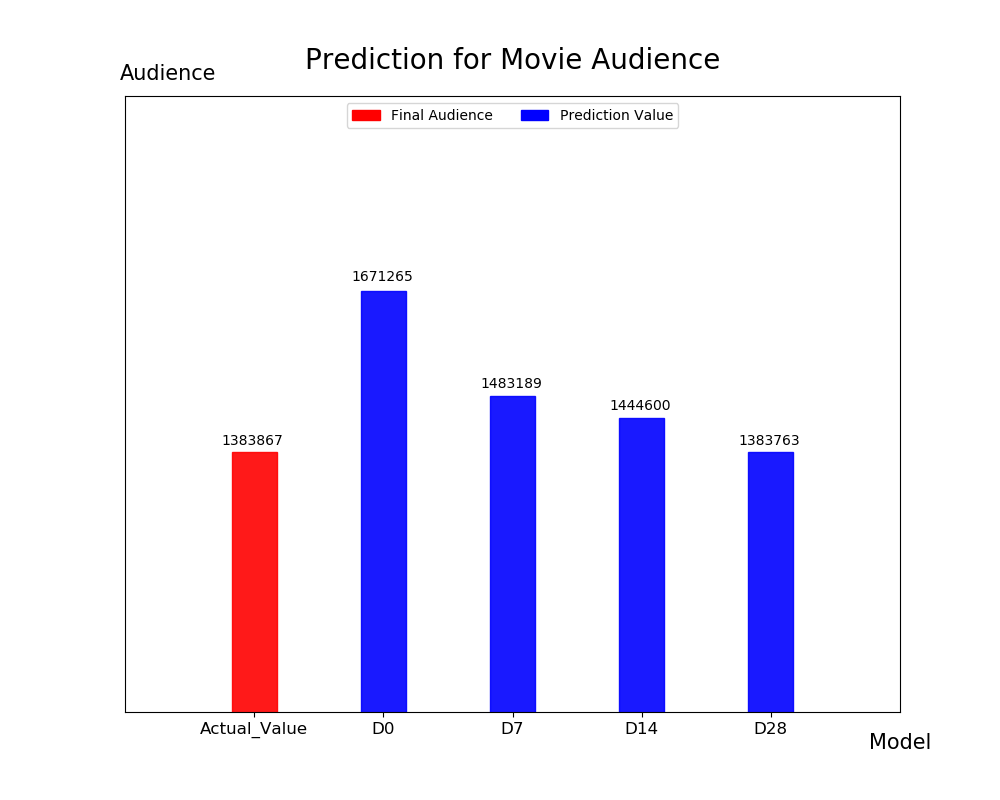 Prediction for Movie Audience
Audience
Final Audience Prediction Value
1671265
1483189
1444600
1383867
1383763
Actual_Value D0 D7 D14 D28
Model